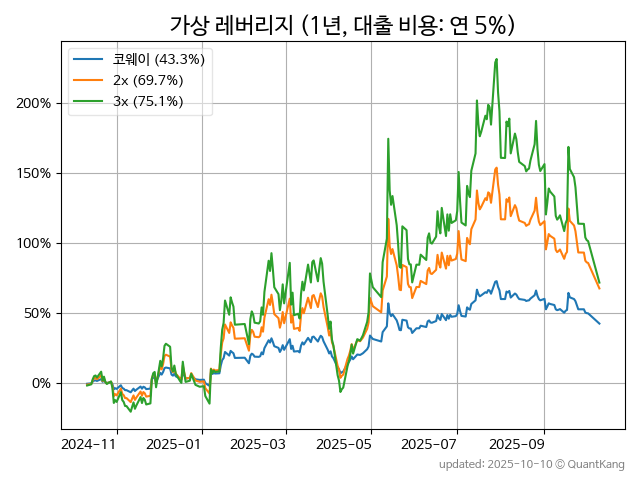 가상 레버리지 (1년, 대출 비용: 연 5%)
코웨이 (43.3%)
2x (69.7%)
3x (75.1%)
200%
150%
100%
50%
0%
2024-11
2025-01
2025-03
2025-05
2025-07
2025-09
updated: 2025-10-10 © QuantKang